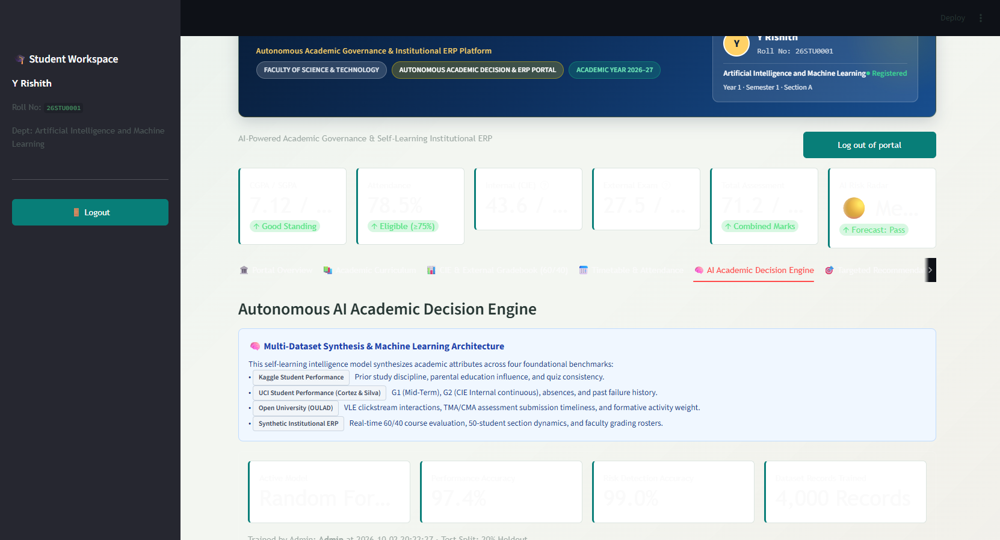 Deploy
🎓 Student Workspace
Y Rishith
Roll No: 26STU0001
Dept: Artificial Intelligence and Machine
Learning
🚪 Logout
Autonomous Academic Governance & Institutional ERP Platform
FACULTY OF SCIENCE & TECHNOLOGY
AUTONOMOUS ACADEMIC DECISION & ERP PORTAL
ACADEMIC YEAR 2026–27
Y
Y Rishith
Roll No: 26STU0001
Artificial Intelligence and Machine Learning
● Registered
Year 1 · Semester 1 · Section A
AI-Powered Academic Governance & Self-Learning Institutional ERP
Log out of portal
CGPA / SGPA
7.12 / ...
↑ Good Standing
Attendance
78.5%
↑ Eligible (≥75%)
Internal (CIE)
43.6 / ...
External Exam
27.5 / ...
Total Assessment
71.2 / ...
↑ Combined Marks
AI Risk Radar
Me...
↑ Forecast: Pass
🏛️ Portal Overview
📚 Academic Curriculum
📊 CIE & External Gradebook (60/40)
📅 Timetable & Attendance
🧠 AI Academic Decision Engine
🎯 Targeted Recommenda
Autonomous AI Academic Decision Engine
🧠 Multi-Dataset Synthesis & Machine Learning Architecture
This self-learning intelligence model synthesizes academic attributes across four foundational benchmarks:
• Kaggle Student Performance Prior study discipline, parental education influence, and quiz consistency.
• UCI Student Performance (Cortez & Silva) G1 (Mid-Term), G2 (CIE Internal continuous), absences, and past failure history.
• Open University (OULAD) VLE clickstream interactions, TMA/CMA assessment submission timeliness, and formative activity weight.
• Synthetic Institutional ERP Real-time 60/40 course evaluation, 50-student section dynamics, and faculty grading rosters.
Active Model
Random For...
Performance Accuracy
97.4%
Risk Detection Accuracy
99.0%
Dataset Records Trained
4,000 Records
Trained by Admin: Admin at 2026-10-02 20:22:27 - Test Split: 20% Holdout